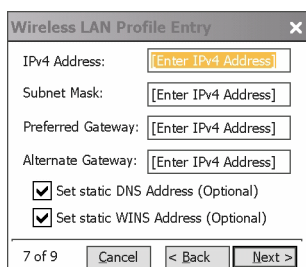 Wireless LAN Profile Entry
IPv4 Address: [Enter IPv4 Address]
Subnet Mask: [Enter IPv4 Address]
Preferred Gateway: [Enter IPv4 Address]
Alternate Gateway: [Enter IPv4 Address]
Set static DNS Address (Optional)
Set static WINS Address (Optional)
7 of 9 Cancel < Back Next >